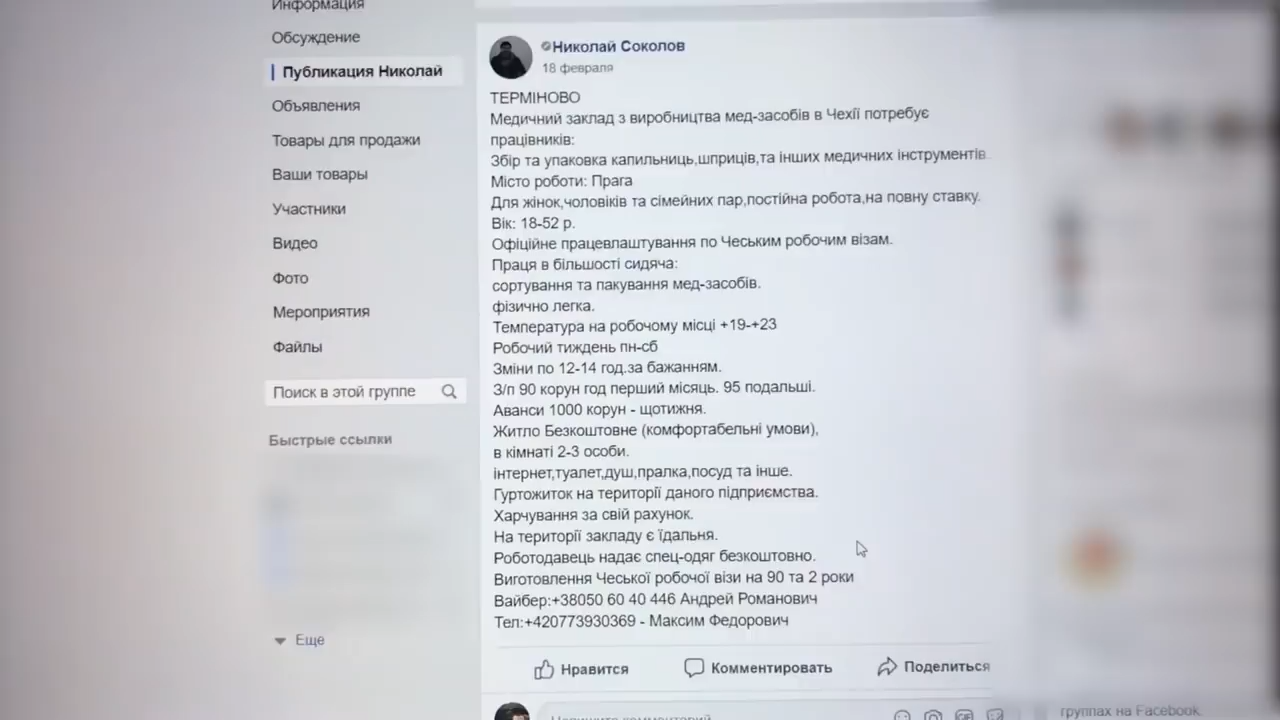 Информация
Обсуждение
Публикация Николай
Объявления
Товары для продажи
Ваши товары
Участники
Видео
Фото
Мероприятия
Файлы
Поиск в этой группе
Быстрые ссылки
Еще
Николай Соколов
18 февраля
ТЕРМІНОВО
Медичний заклад з виробництва мед-засобів в Чехії потребує
працівників:
Збір та упаковка капильниць,шприців,та інших медичних інструментів.
Місто роботи: Прага
Для жінок,чоловіків та сімейних пар,постійна робота,на повну ставку.
Вік: 18-52 р.
Офіційне працевлаштування по Чеським робочим візам.
Праця в більшості сидяча:
сортування та пакування мед-засобів.
фізично легка.
Температура на робочому місці +19-+23
Робочий тиждень пн-сб
Зміни по 12-14 год.за бажанням.
З/п 90 корун год перший місяць. 95 подальші.
Аванси 1000 корун - щотижня.
Житло Безкоштовне (комфортабельні умови),
в кімнаті 2-3 особи.
інтернет,туалет,душ,пралка,посуд та інше.
Гуртожиток на території даного підприємства.
Харчування за свій рахунок.
На території закладу є їдальня.
Роботодавець надає спец-одяг безкоштовно.
Виготовлення Чеської робочої візи на 90 та 2 роки
Вайбер:+38050 60 40 446 Андрей Романович
Тел:+420773930369 - Максим Федорович
Нравится
Комментировать
Поделиться
Напишите комментарий
группах на Facebook